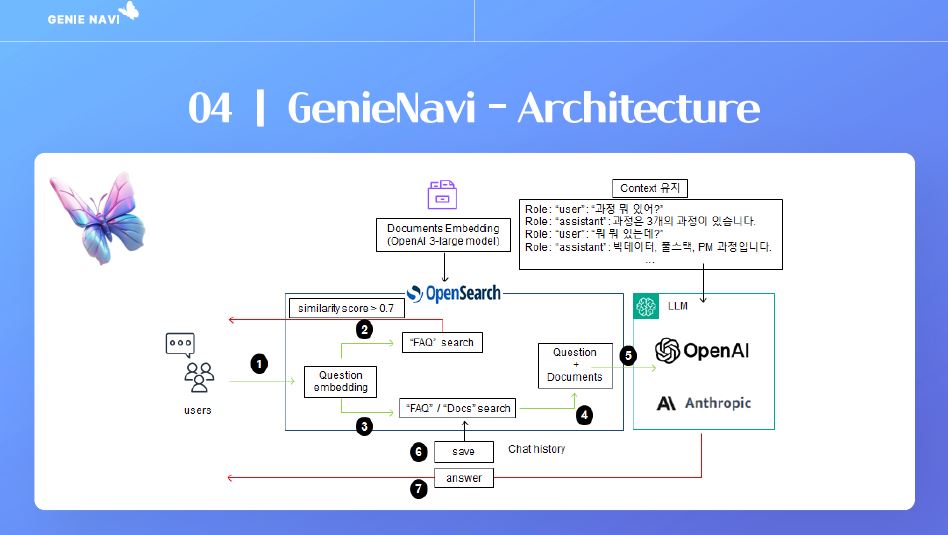 GENIE NAVI
04 | GenieNavi - Architecture
Context 유지
Role: “user”: “과정 뭐 있어?”
Role: “assistant”: 과정은 3개의 과정이 있습니다.
Role: “user”: “뭐 뭐 있는데?”
Role: “assistant”: 빅데이터, 풀스택, PM 과정입니다.
...
Documents Embedding
(OpenAI 3-large model)
OpenSearch
similarity score > 0.7
2
“FAQ” search
LLM
OpenAI
Anthropic
users
1
Question
embedding
3
“FAQ” / “Docs” search
4
Question
+
Documents
5
6
save
Chat history
answer
7